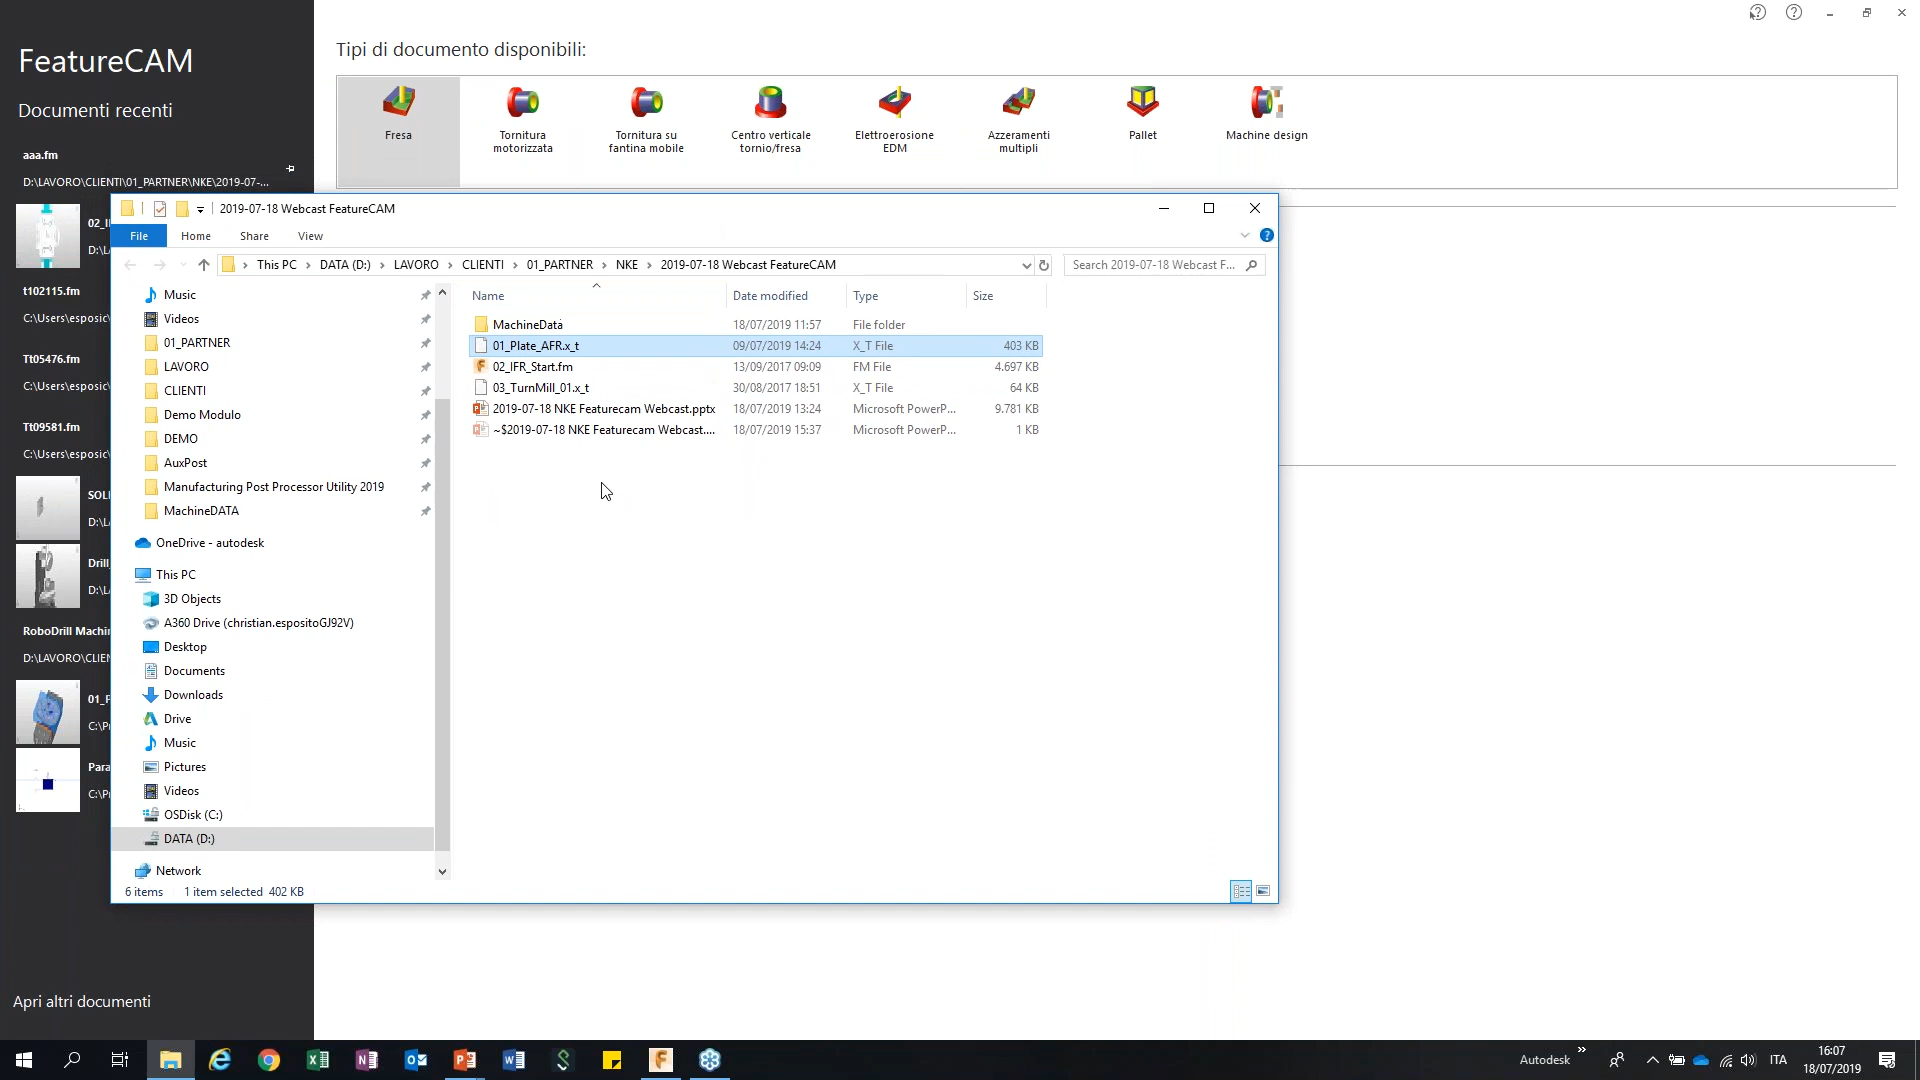 FeatureCAM
Documenti recenti
aaa.fm
D:\LAVORO\CLIENTI\01_PARTNER\NKE\2019-07-...
02_I
D:\L
t102115.fm
C:\Users\esposic\
Tt05476.fm
C:\Users\esposic\
Tt09581.fm
C:\Users\esposic\
SOLI
D:\L
Drill
D:\L
RoboDrill Machin
D:\LAVORO\CLIEN
01_P
C:\P
Para
C:\P
Apri altri documenti
Tipi di documento disponibili:
Fresa
Tornitura
motorizzata
Tornitura su
fantina mobile
Centro verticale
tornio/fresa
Elettroerosione
EDM
Azzeramenti
multipli
Pallet
Machine design
2019-07-18 Webcast FeatureCAM
File Home Share View
This PC DATA (D:) LAVORO CLIENTI 01_PARTNER NKE 2019-07-18 Webcast FeatureCAM
Search 2019-07-18 Webcast F...
Music
Videos
01_PARTNER
LAVORO
CLIENTI
Demo Modulo
DEMO
AuxPost
Manufacturing Post Processor Utility 2019
MachineDATA
OneDrive - autodesk
This PC
3D Objects
A360 Drive (christian.espositoGJ92V)
Desktop
Documents
Downloads
Drive
Music
Pictures
Videos
OSDisk (C:)
DATA (D:)
Network
Name Date modified Type Size
MachineData 18/07/2019 11:57 File folder
01_Plate_AFR.x_t 09/07/2019 14:24 X_T File 403 KB
02_IFR_Start.fm 13/09/2017 09:09 FM File 4.697 KB
03_TurnMill_01.x_t 30/08/2017 18:51 X_T File 64 KB
2019-07-18 NKE Featurecam Webcast.pptx 18/07/2019 13:24 Microsoft PowerP... 9.781 KB
~$2019-07-18 NKE Featurecam Webcast.... 18/07/2019 15:37 Microsoft PowerP... 1 KB
6 items 1 item selected 402 KB
Autodesk
ITA
16:07
18/07/2019